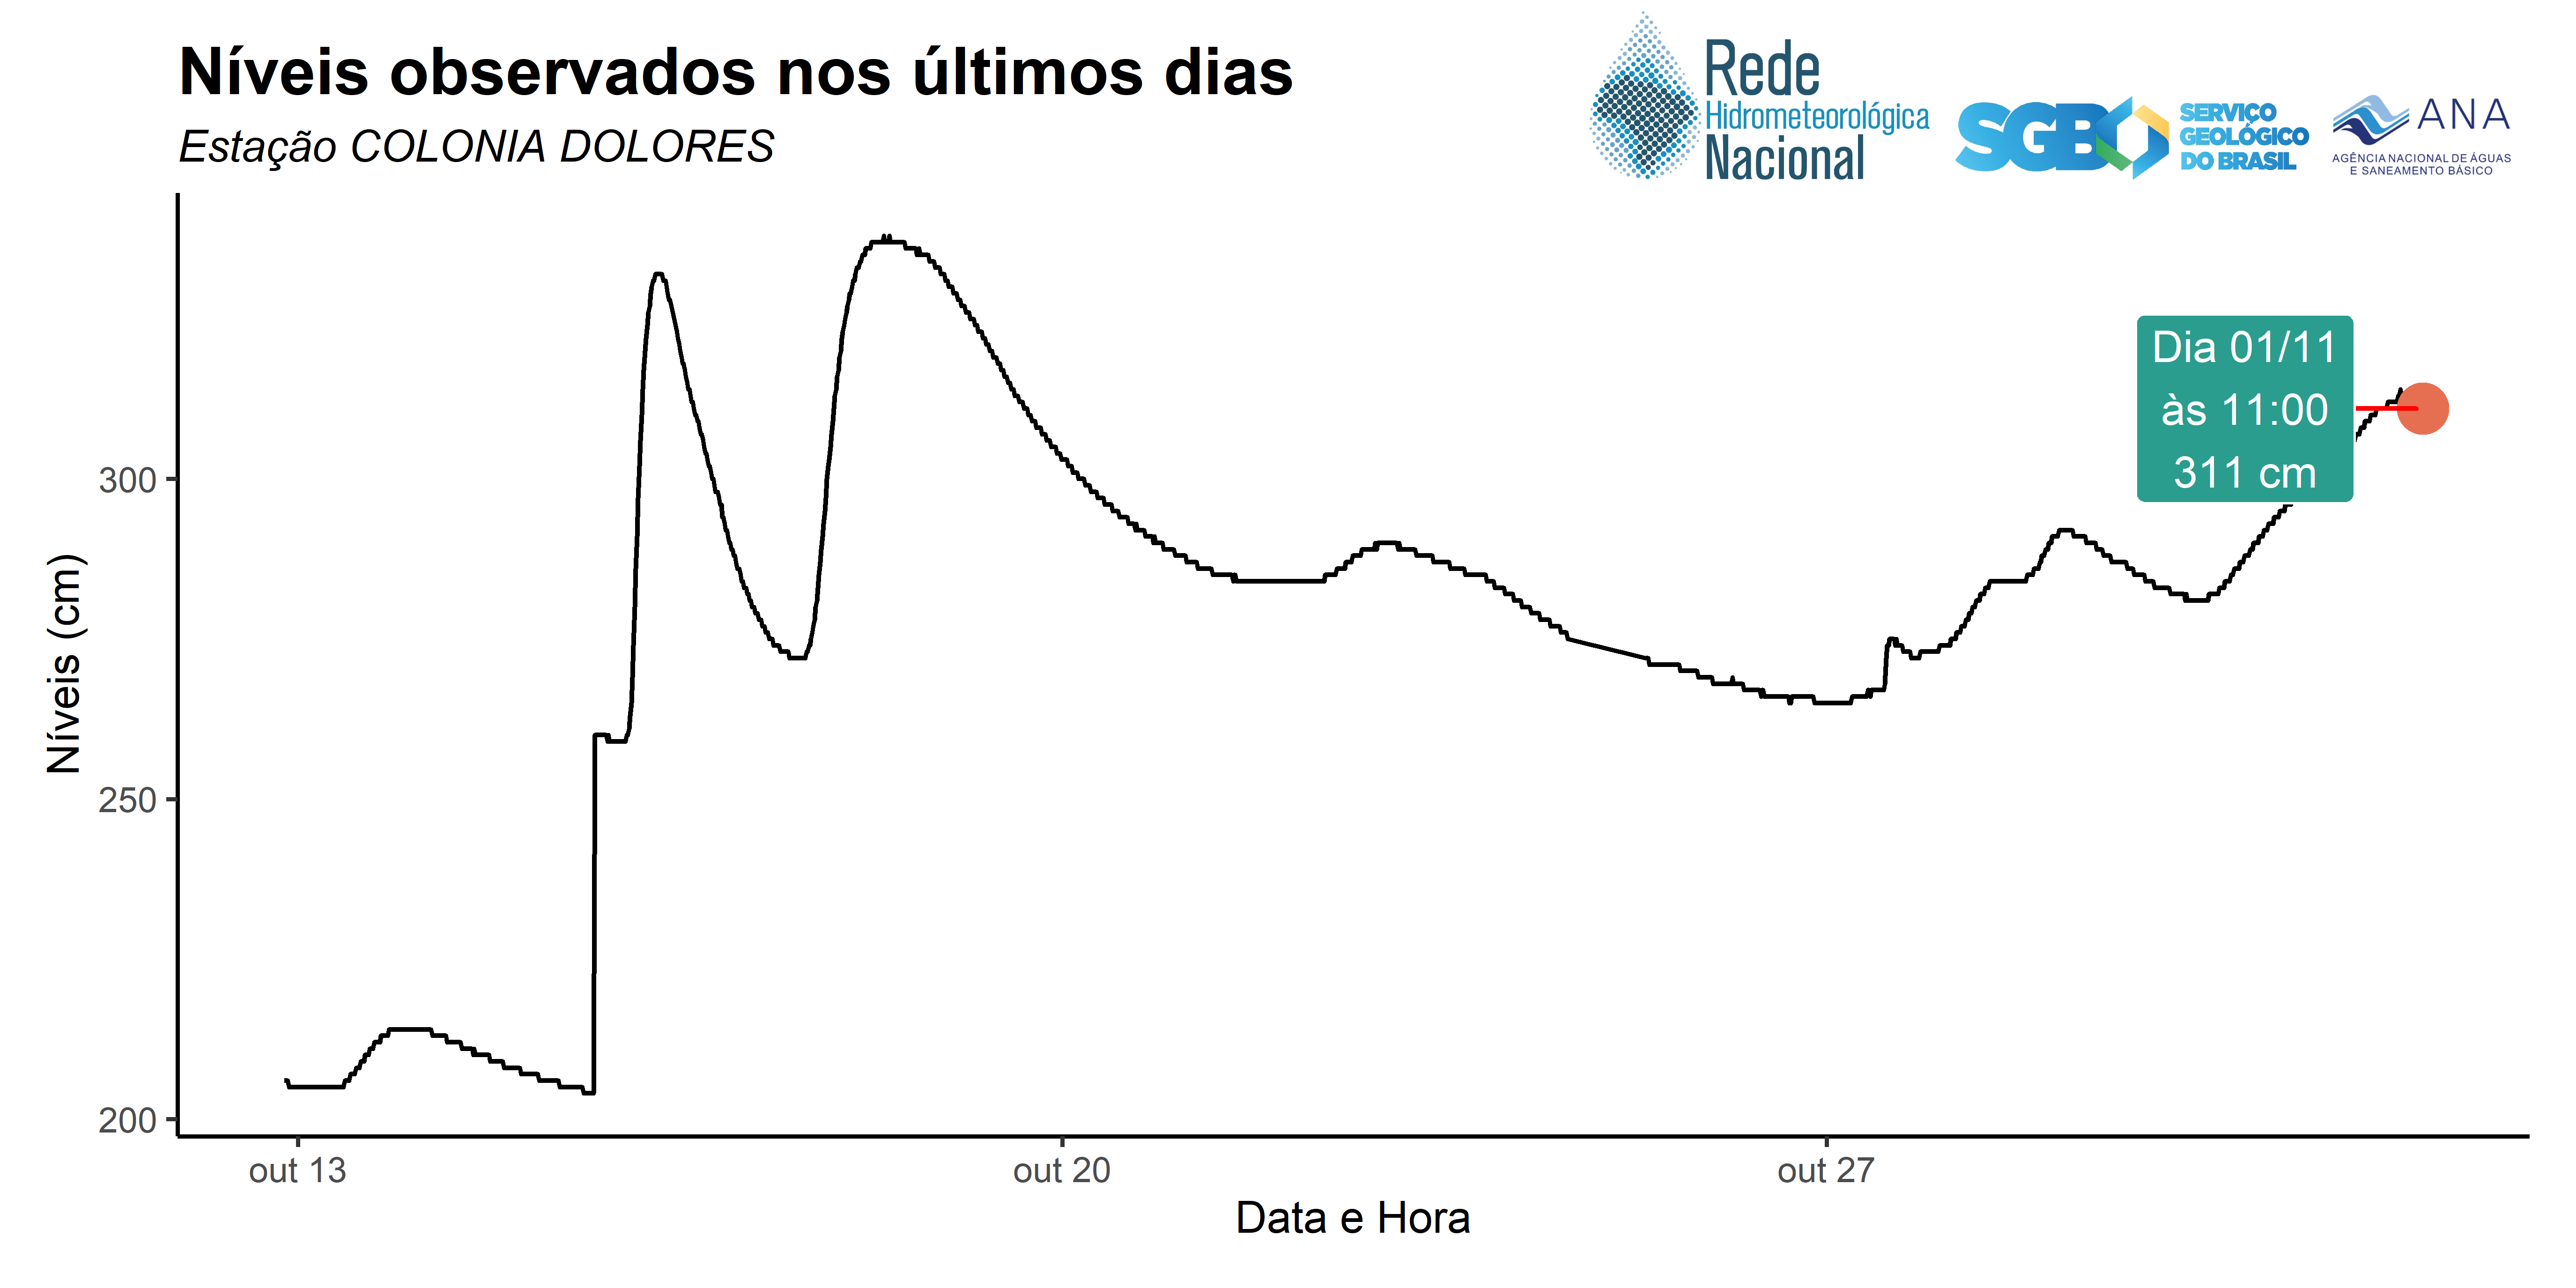 Níveis observados nos últimos dias
Estação COLONIA DOLORES
Rede
Hidrometeorológica
Nacional
SGB
SERVIÇO
GEOLÓGICO
DO BRASIL
ANA
AGÊNCIA NACIONAL DE ÁGUAS
E SANEAMENTO BÁSICO
Dia 01/11
às 11:00
311 cm
Níveis (cm)
300
250
200
out 13
out 20
out 27
Data e Hora